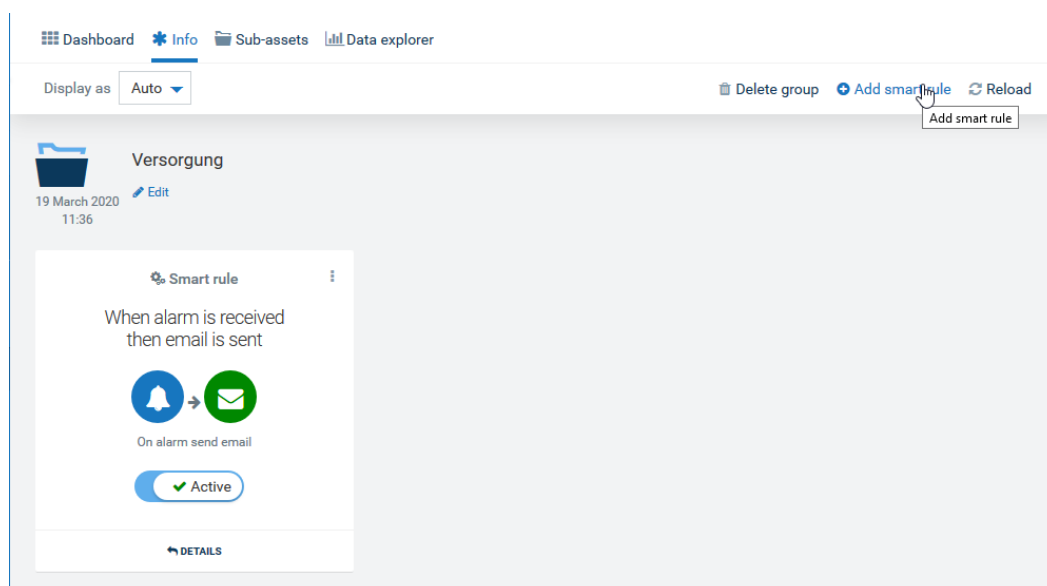 Dashboard Info Sub-assets Data explorer
Display as Auto Delete group Add smart rule Reload
Add smart rule
Versorgung
Edit
19 March 2020
11:36
Smart rule
When alarm is received
then email is sent
On alarm send email
Active
DETAILS